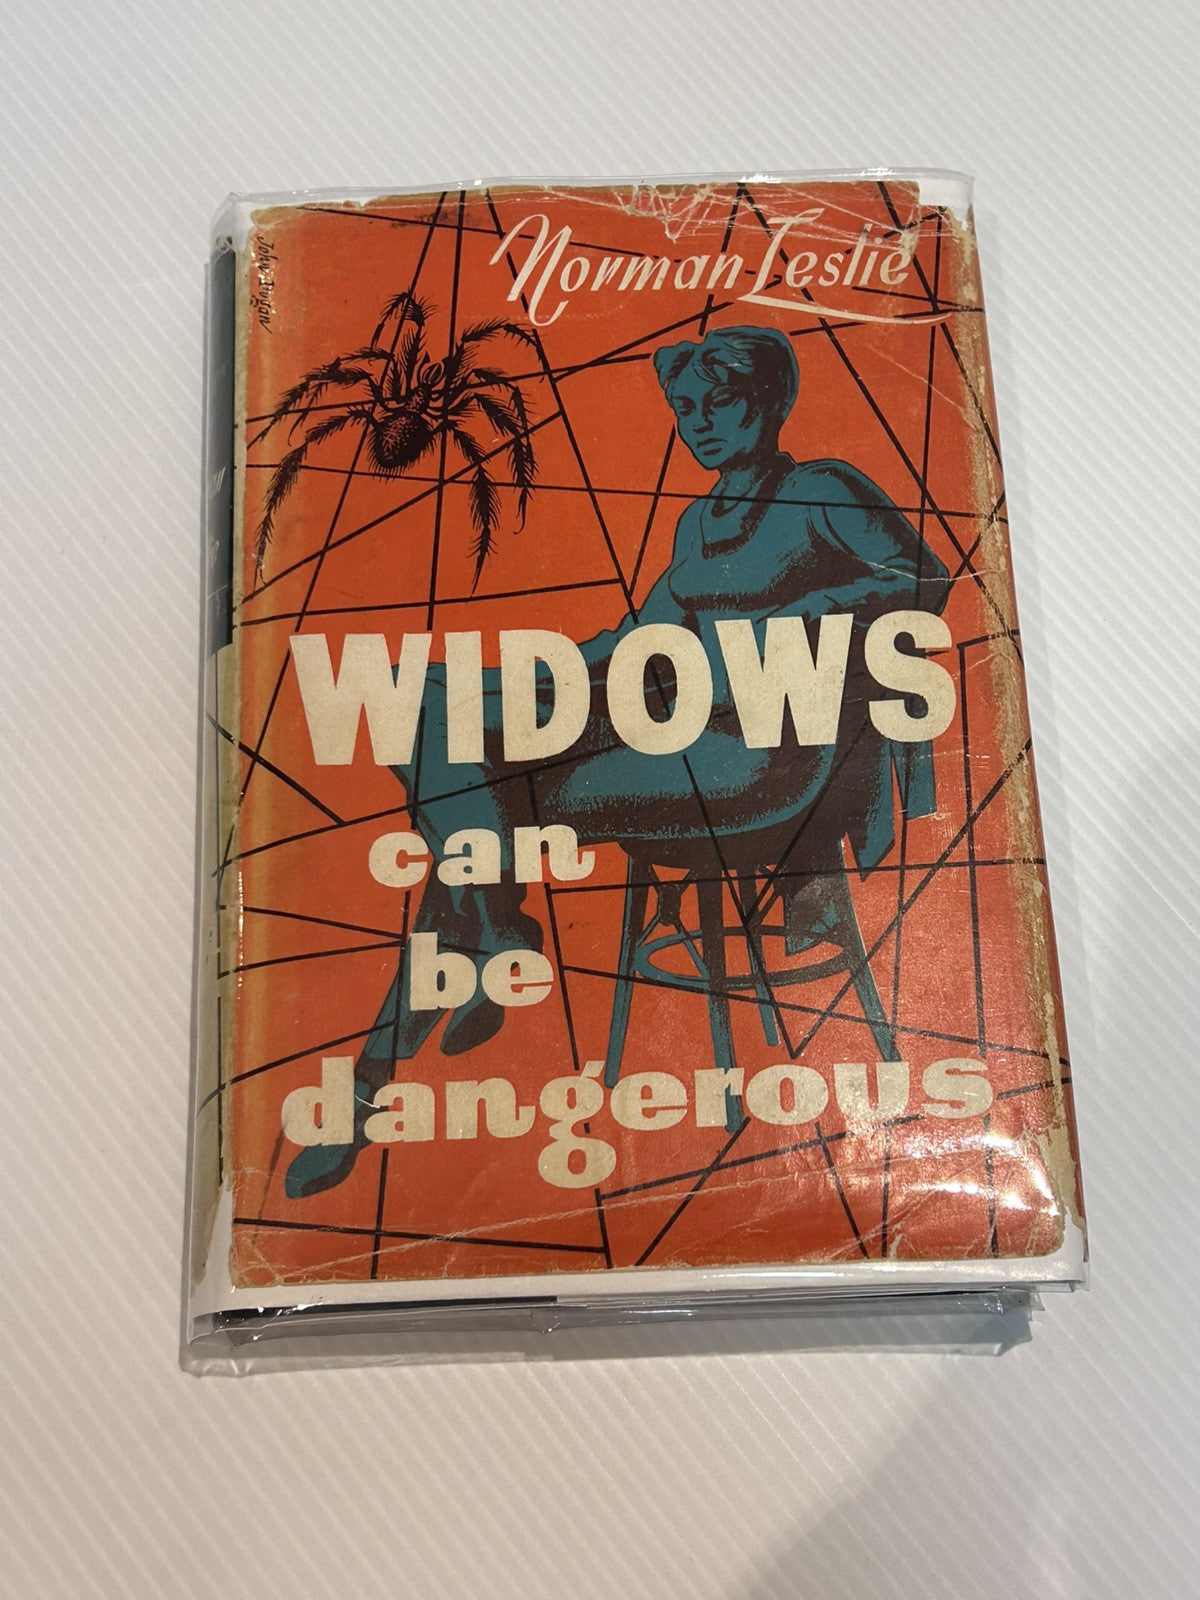 Norman Leslie
WIDOWS
can
be
dangerous